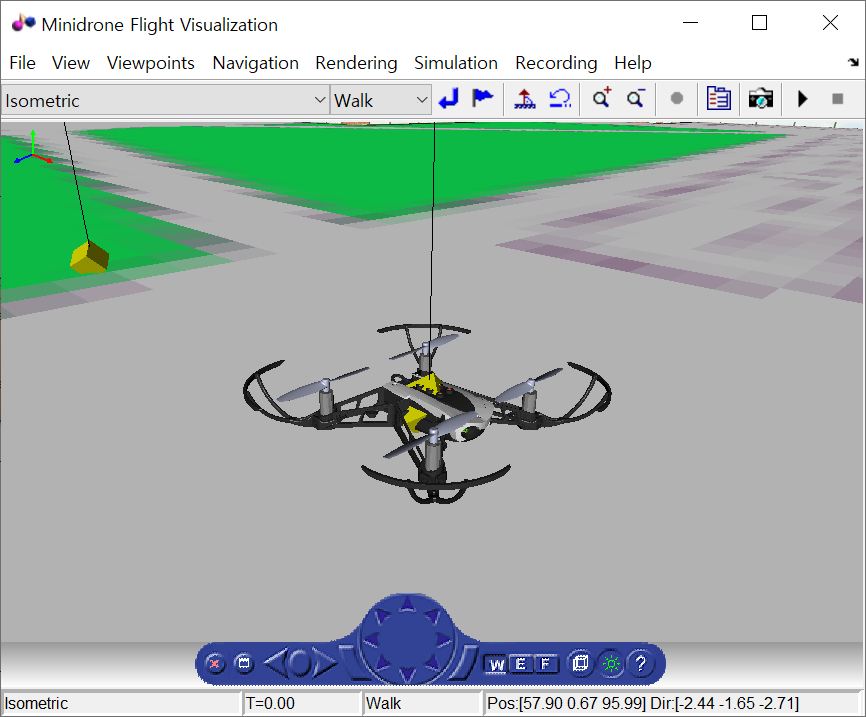 Minidrone Flight Visualization
File View Viewpoints Navigation Rendering Simulation Recording Help
Isometric Walk
W E F ?
Isometric T=0.00 Walk Pos:[57.90 0.67 95.99] Dir:[-2.44 -1.65 -2.71]